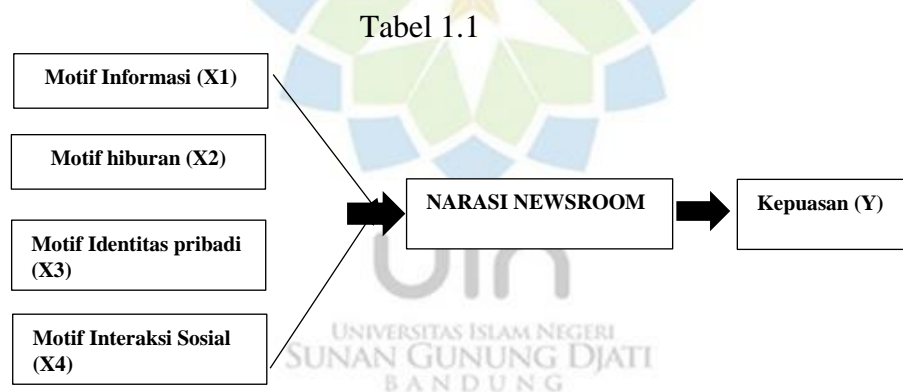 Tabel 1.1
Motif Informasi (X1)
Motif hiburan (X2)
Motif Identitas pribadi
(X3)
Motif Interaksi Sosial
(X4)
NARASI NEWSROOM
Kepuasan (Y)
uin
UNIVERSITAS ISLAM NEGERI
SUNAN GUNUNG DJATI
BANDUNG